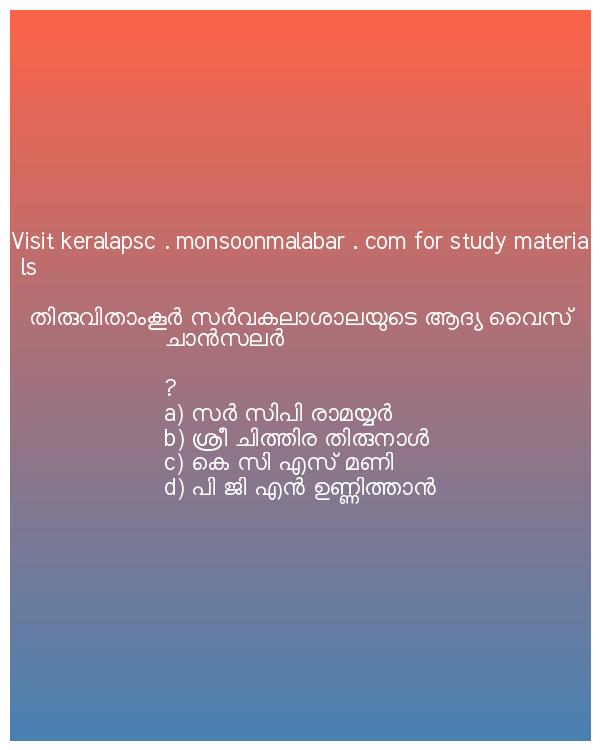 Visit keralapsc . monsoonmalabar . com for study materia
ls
തിരുവിതാംകൂർ സർവകലാശാലയുടെ ആദ്യ വൈസ്
ചാൻസലർ
?
a) സർ സിപി രാമയ്യർ
b) ശ്രീ ചിത്തിര തിരുനാൾ
c) കെ സി എസ് മണി
d) പി ജി എൻ ഉണ്ണിത്താൻ